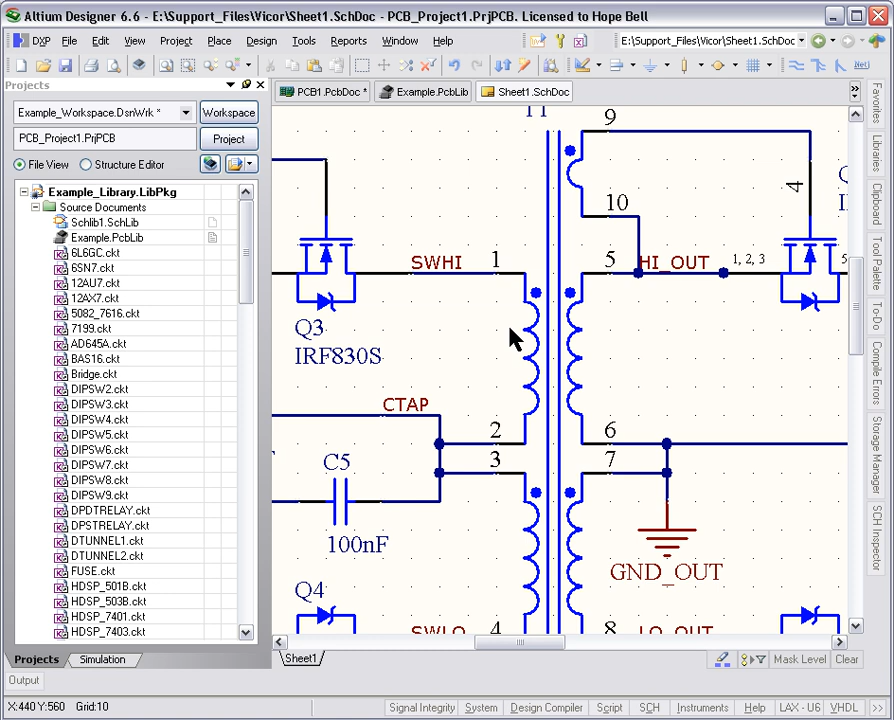 Altium Designer 6.6 - E:\Support_Files\Vicor\Sheet1.SchDoc - PCB_Project1.PrjPCB. Licensed to Hope Bell
DXP File Edit View Project Place Design Tools Reports Window Help E:\Support_Files\Vicor\Sheet1.SchDoc
Net
Projects
PCB1.PcbDoc * Example.PcbLib Sheet1.SchDoc
Example_Workspace.DsnWrk * Workspace
PCB_Project1.PrjPCB Project
File View Structure Editor
Example_Library.LibPkg
Source Documents
Schlib1.SchLib
Example.PcbLib
6L6GC.ckt
6SN7.ckt
12AU7.ckt
12AX7.ckt
5082_7616.ckt
7199.ckt
AD645A.ckt
BAS16.ckt
Bridge.ckt
DIPSW2.ckt
DIPSW3.ckt
DIPSW4.ckt
DIPSW5.ckt
DIPSW6.ckt
DIPSW7.ckt
DIPSW8.ckt
DIPSW9.ckt
DPDTRELAY.ckt
DPSTRELAY.ckt
DTUNNEL1.ckt
DTUNNEL2.ckt
FUSE.ckt
HDSP_501B.ckt
HDSP_503B.ckt
HDSP_7401.ckt
HDSP_7403.ckt
Projects Simulation
Output
9
4
10
SWHI 1 5 HI_OUT 1, 2, 3 5
Q3
IRF830S
CTAP
2 6
3 7
C5
100nF
GND_OUT
Q4
SWLO 4 8 LO_OUT
Favorites
Libraries
Clipboard
Tool Palette
To-Do
Compile Errors
Storage Manager
SCH Inspector
Sheet1 Mask Level Clear
X:440 Y:560 Grid:10 Signal Integrity System Design Compiler Script SCH Instruments Help LAX - U6 VHDL >>